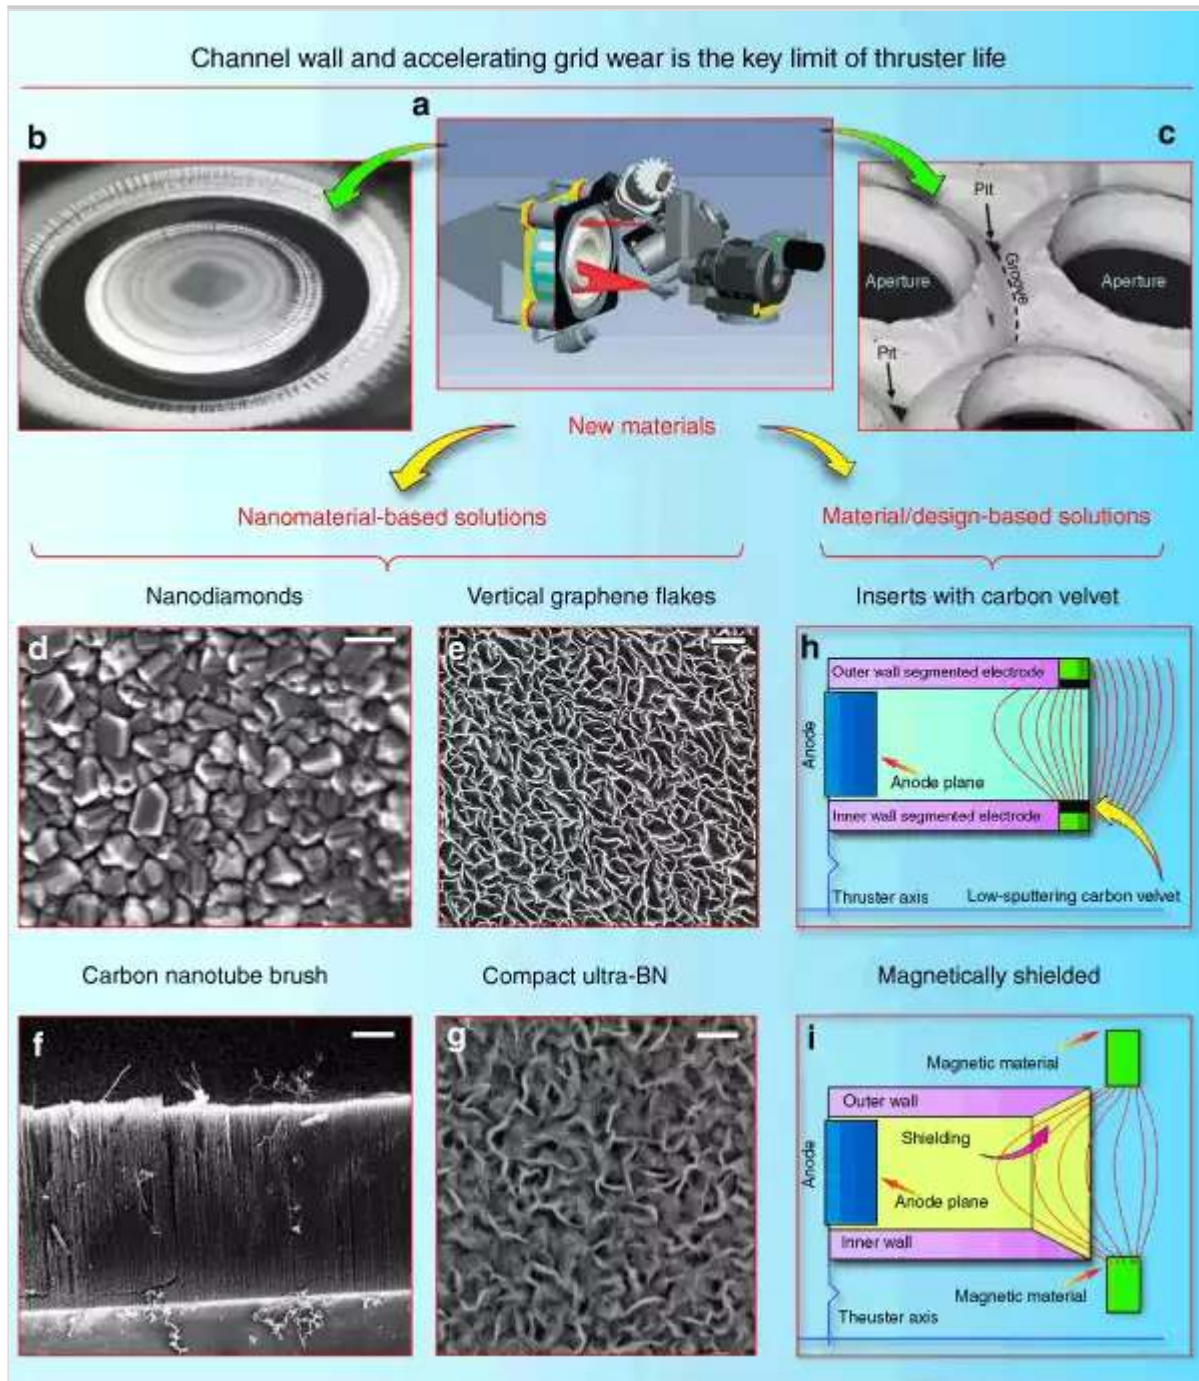 Channel wall and accelerating grid wear is the key limit of thruster life
a
b
c
Pit
Groove
Aperture
Aperture
Pit
New materials
Nanomaterial-based solutions
Material/design-based solutions
Nanodiamonds
Vertical graphene flakes
Inserts with carbon velvet
d
e
h
Outer wall segmented electrode
Anode
Anode plane
Inner wall segmented electrode
Thruster axis
Low-sputtering carbon velvet
Carbon nanotube brush
Compact ultra-BN
Magnetically shielded
f
g
i
Magnetic material
Outer wall
Shielding
Anode
Anode plane
Inner wall
Magnetic material
Theuster axis